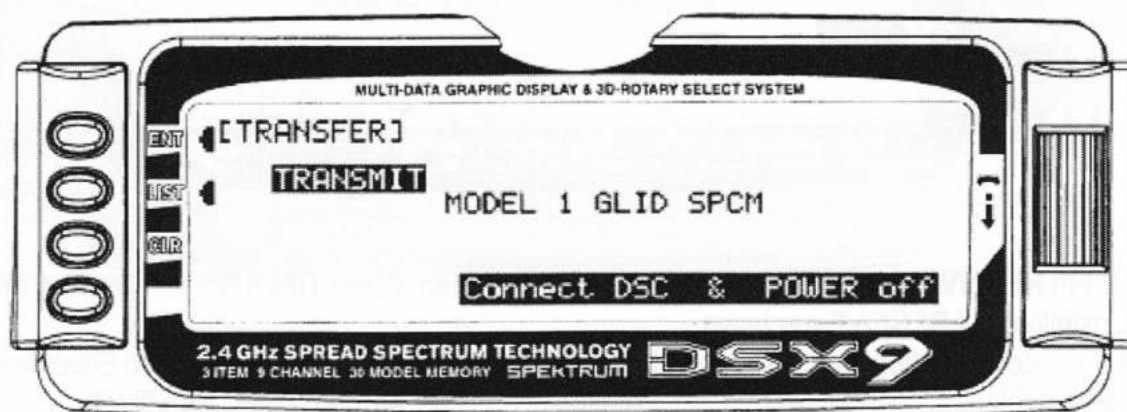 MULTI-DATA GRAPHIC DISPLAY & 3D-ROTARY SELECT SYSTEM
ENT
[TRANSFER]
LIST
TRANSMIT
MODEL 1 GLID SPCM
CLR
Connect DSC & POWER off
2.4 GHz SPREAD SPECTRUM TECHNOLOGY
3 ITEM 9 CHANNEL 30 MODEL MEMORY SPEKTRUM
DSX9